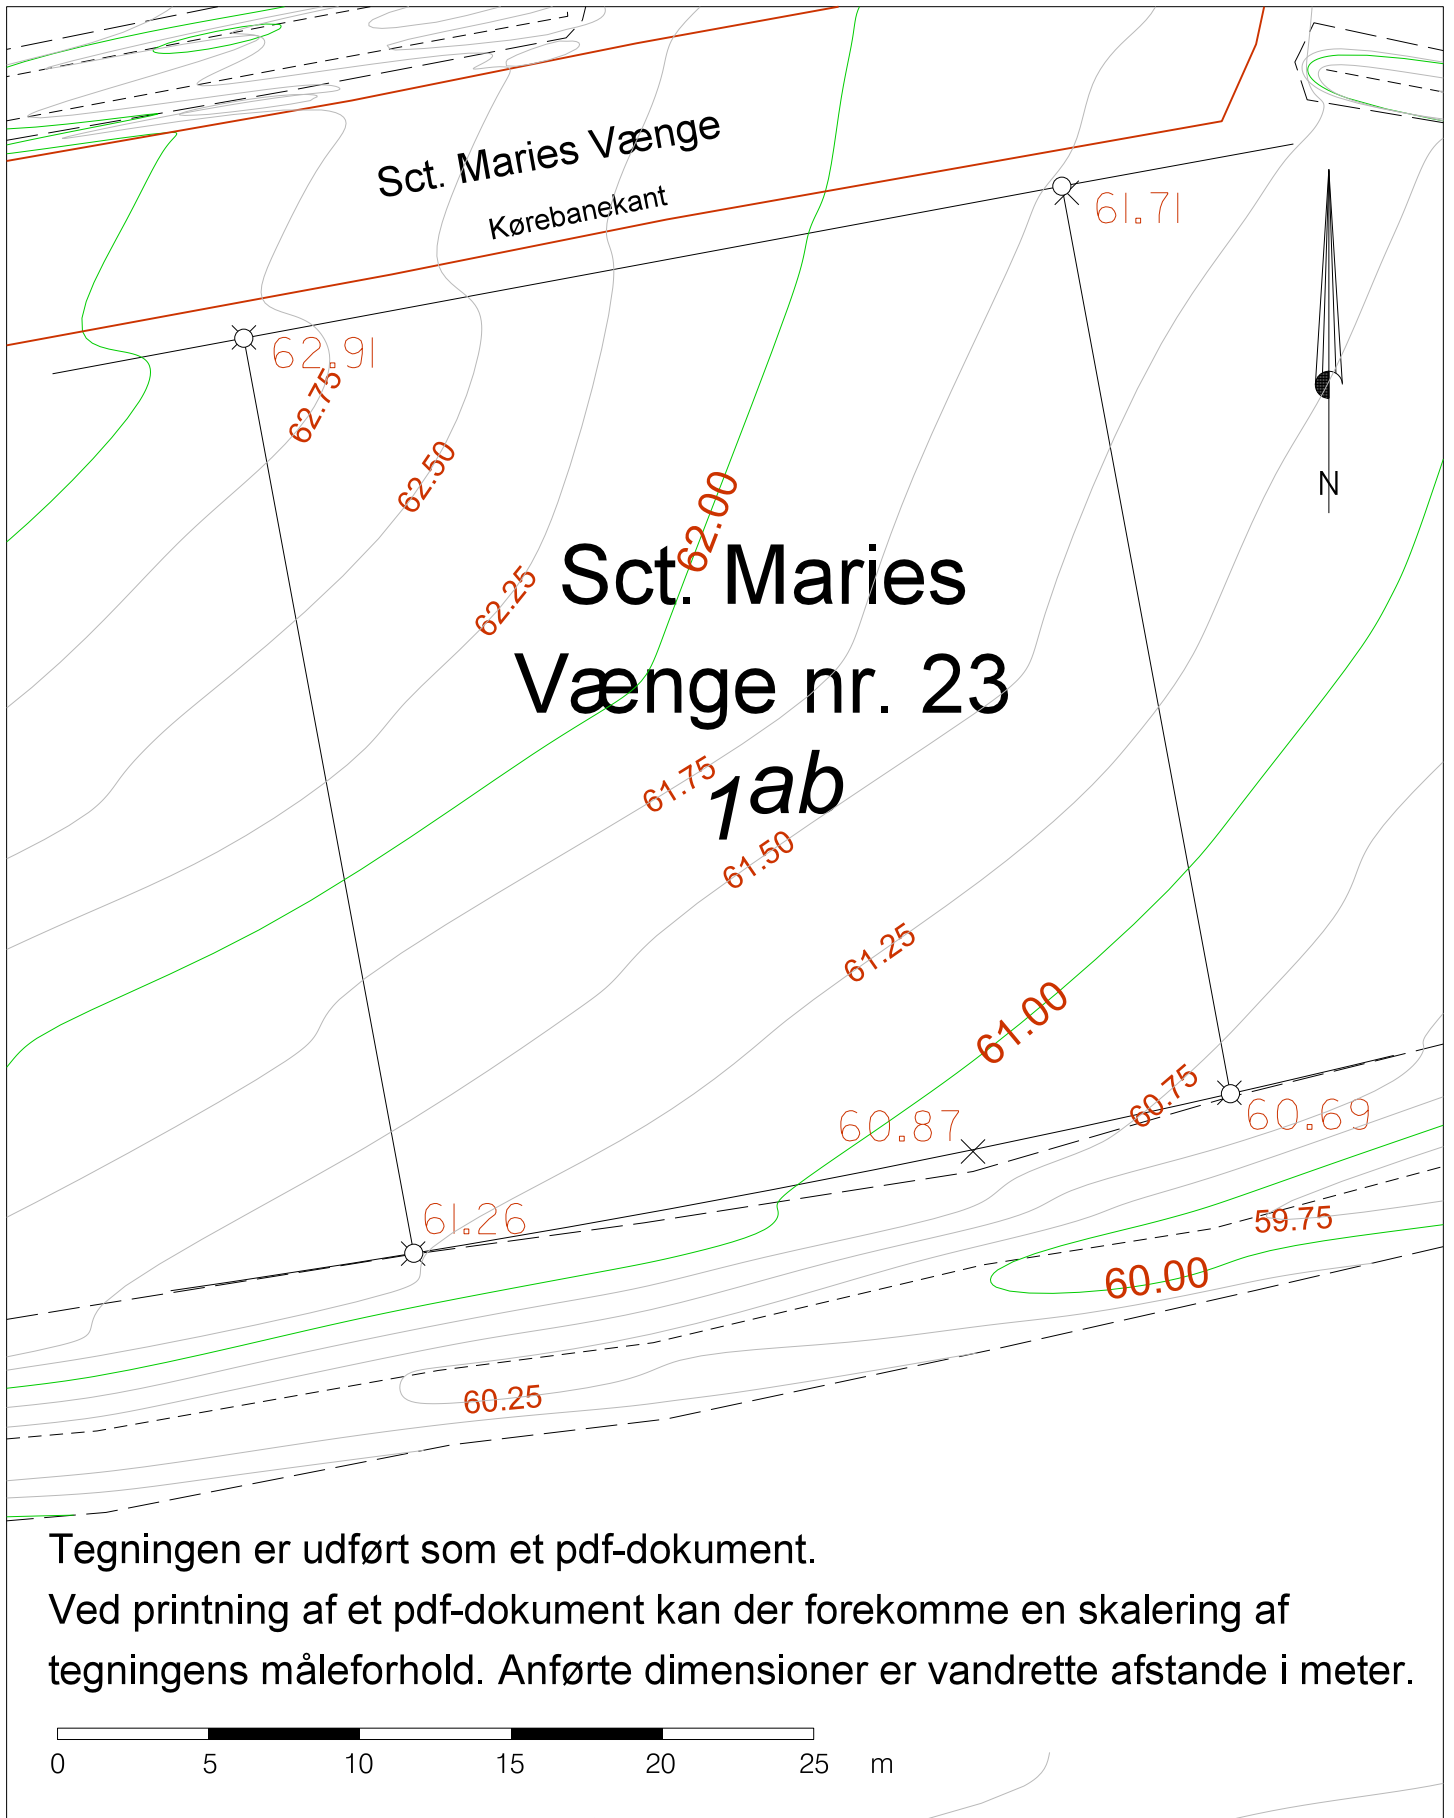 Sct. Maries Vænge
Kørebanekant
61.71
62.91
62.75
62.50
62.00
N
62.25
Sct. Maries
Vænge nr. 23
1ab
61.75
61.50
61.25
61.00
60.75
60.87
60.69
61.26
59.75
60.00
60.25
Tegningen er udført som et pdf-dokument.
Ved printning af et pdf-dokument kan der forekomme en skalering af
tegningens måleforhold. Anførte dimensioner er vandrette afstande i meter.
0 5 10 15 20 25 m